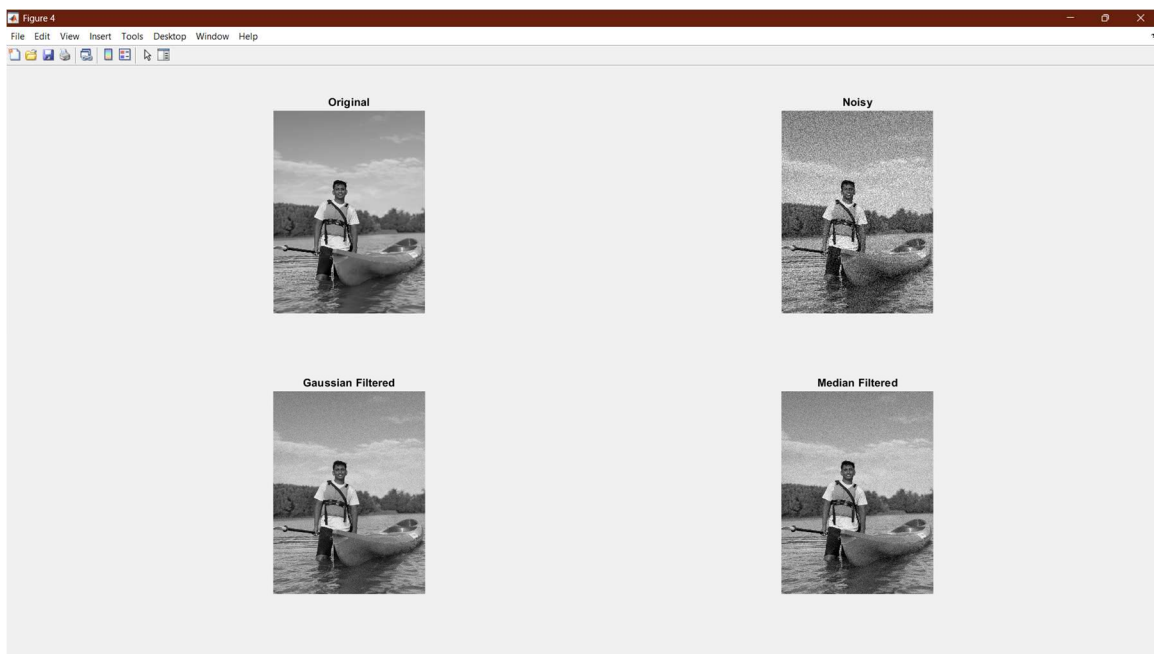 Figure 4
File Edit View Insert Tools Desktop Window Help
Original
Noisy
Gaussian Filtered
Median Filtered